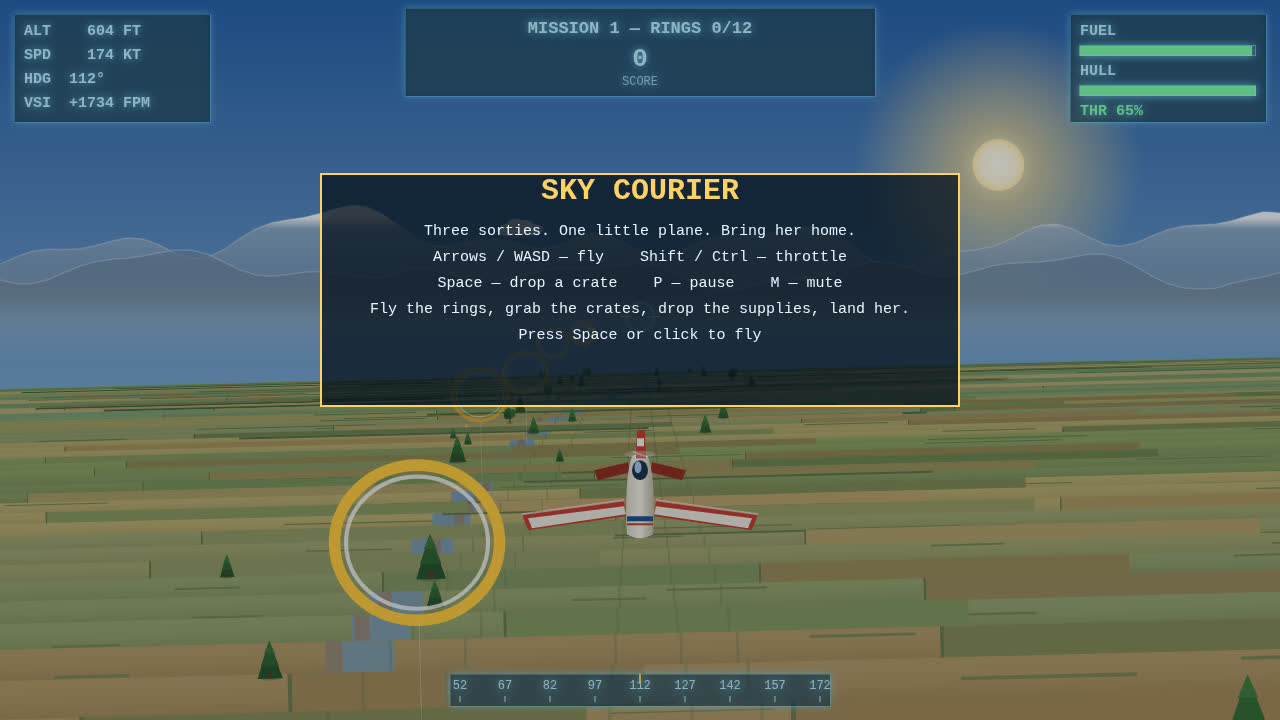 ALT 604 FT
SPD 174 KT
HDG 112°
VSI +1734 FPM
MISSION 1 — RINGS 0/12
0
SCORE
FUEL
HULL
THR 65%
SKY COURIER
Three sorties. One little plane. Bring her home.
Arrows / WASD — fly Shift / Ctrl — throttle
Space — drop a crate P — pause M — mute
Fly the rings, grab the crates, drop the supplies, land her.
Press Space or click to fly
52 67 82 97 112 127 142 157 172